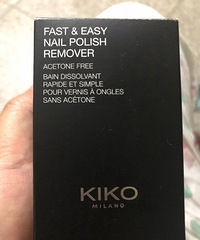 FAST & EASY
NAIL POLISH
REMOVER
ACETONE FREE
BAIN DISSOLVANT
RAPIDE ET SIMPLE
POUR VERNIS À ONGLES
SANS ACÉTONE
KIKO
MILANO